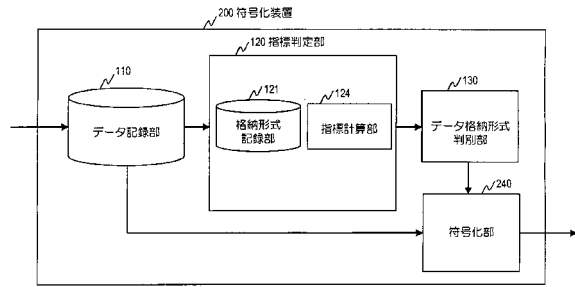 200 符号化装置
120 指標判定部
110
データ記録部
121
格納形式
記録部
124
指標計算部
130
データ格納形式
判別部
240
符号化部